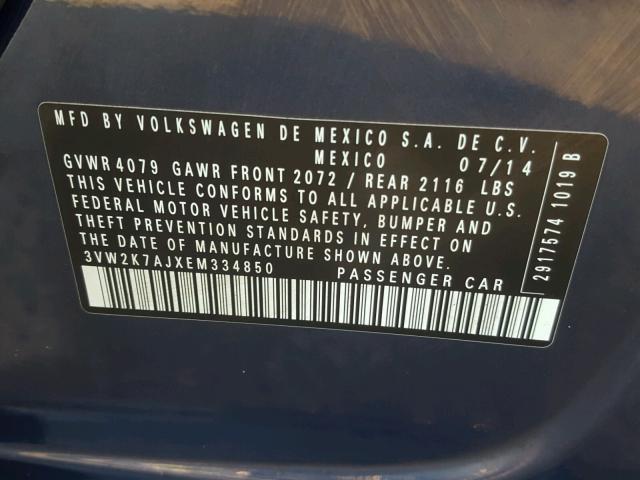 MFD BY VOLKSWAGEN DE MEXICO S.A. DE C.V.
MEXICO 07/14
GVWR 4079 GAWR FRONT 2072 / REAR 2116 LBS
THIS VEHICLE CONFORMS TO ALL APPLICABLE U.S.
FEDERAL MOTOR VEHICLE SAFETY, BUMPER AND
THEFT PREVENTION STANDARDS IN EFFECT ON
THE DATE OF MANUFACTURE SHOWN ABOVE.
3VW2K7AJXEM334850 PASSENGER CAR
2917574 1019 B